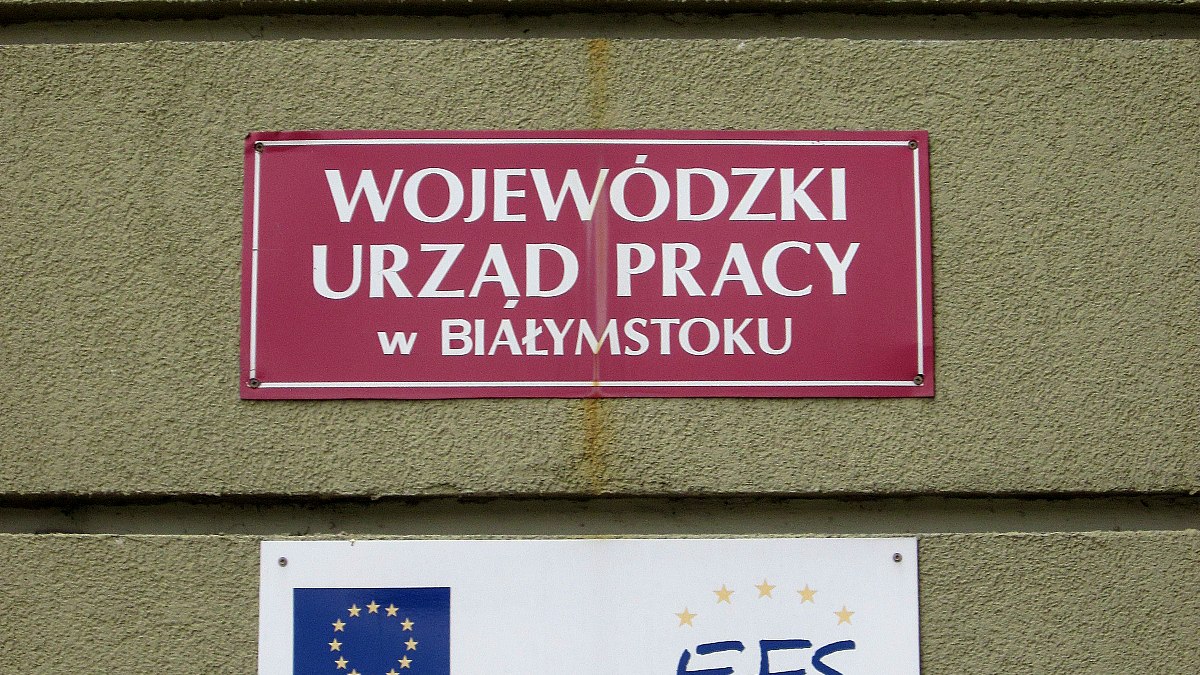 WOJEWÓDZKI
URZĄD PRACY
w BIAŁYMSTOKU
EFS